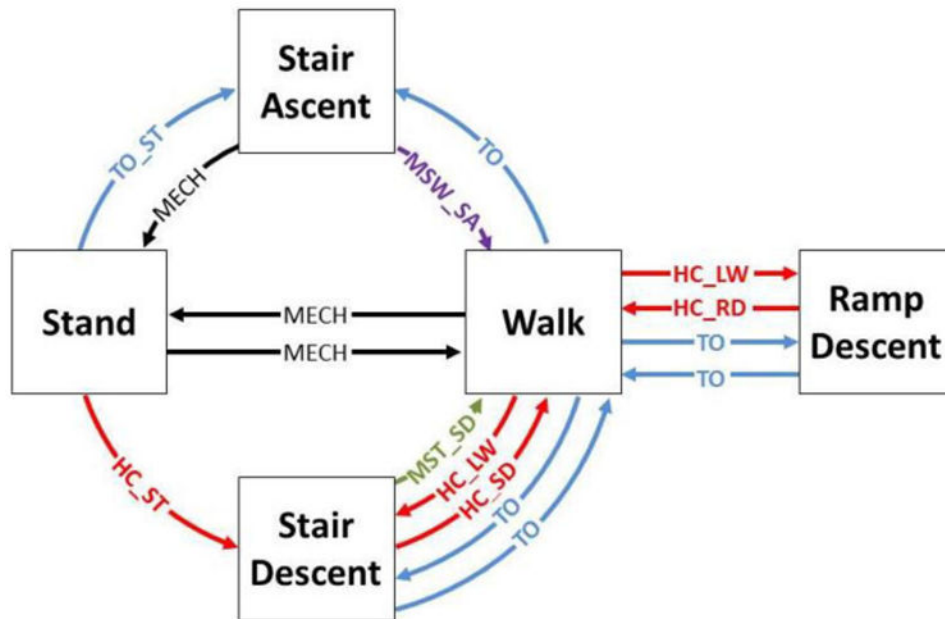 Stair
Ascent
TO_ST
TO
MECH
MSW_SA
Stand
MECH
MECH
Walk
HC_LW
HC_RD
TO
TO
Ramp
Descent
HC_ST
MST_SD
HC_LW
HC_SD
TO
TO
Stair
Descent